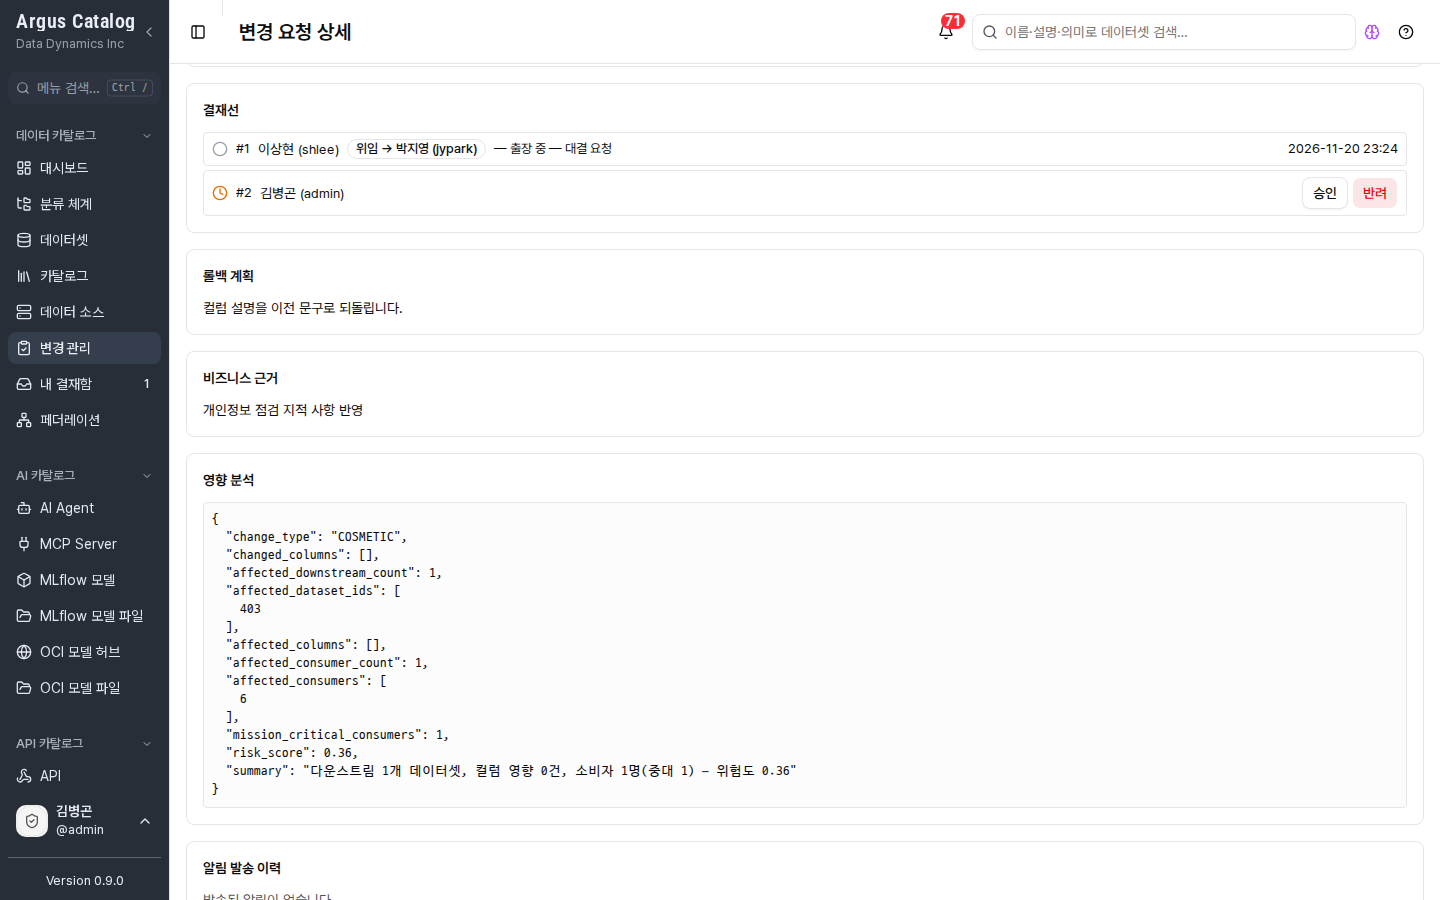 Argus Catalog
Data Dynamics Inc
메뉴 검색...
Ctrl /
데이터 카탈로그
대시보드
분류 체계
데이터셋
카탈로그
데이터 소스
변경 관리
내 결재함
1
페더레이션
AI 카탈로그
AI Agent
MCP Server
MLflow 모델
MLflow 모델 파일
OCI 모델 허브
OCI 모델 파일
API 카탈로그
API
김병곤
@admin
Version 0.9.0
변경 요청 상세
71
이름·설명·의미로 데이터셋 검색...
결재선
#1 이상현 (shlee) 위임 → 박지영 (jypark) — 출장 중 — 대결 요청 2026-11-20 23:24
#2 김병곤 (admin) 승인 반려
롤백 계획
컬럼 설명을 이전 문구로 되돌립니다.
비즈니스 근거
개인정보 점검 지적 사항 반영
영향 분석
{
"change_type": "COSMETIC",
"changed_columns": [],
"affected_downstream_count": 1,
"affected_dataset_ids": [
403
],
"affected_columns": [],
"affected_consumer_count": 1,
"affected_consumers": [
6
],
"mission_critical_consumers": 1,
"risk_score": 0.36,
"summary": "다운스트림 1개 데이터셋, 컬럼 영향 0건, 소비자 1명(중대 1) — 위험도 0.36"
}
알림 발송 이력
발송된 알림이 없습니다